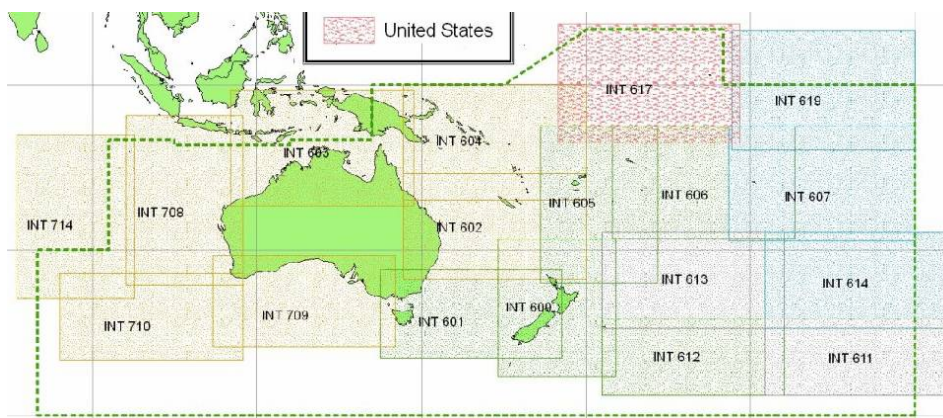 United States
INT 617
INT 619
INT 603
INT 604
INT 714
INT 708
INT 602
INT 605
INT 606
INT 607
INT 613
INT 614
INT 710
INT 709
INT 601
INT 600
INT 612
INT 611